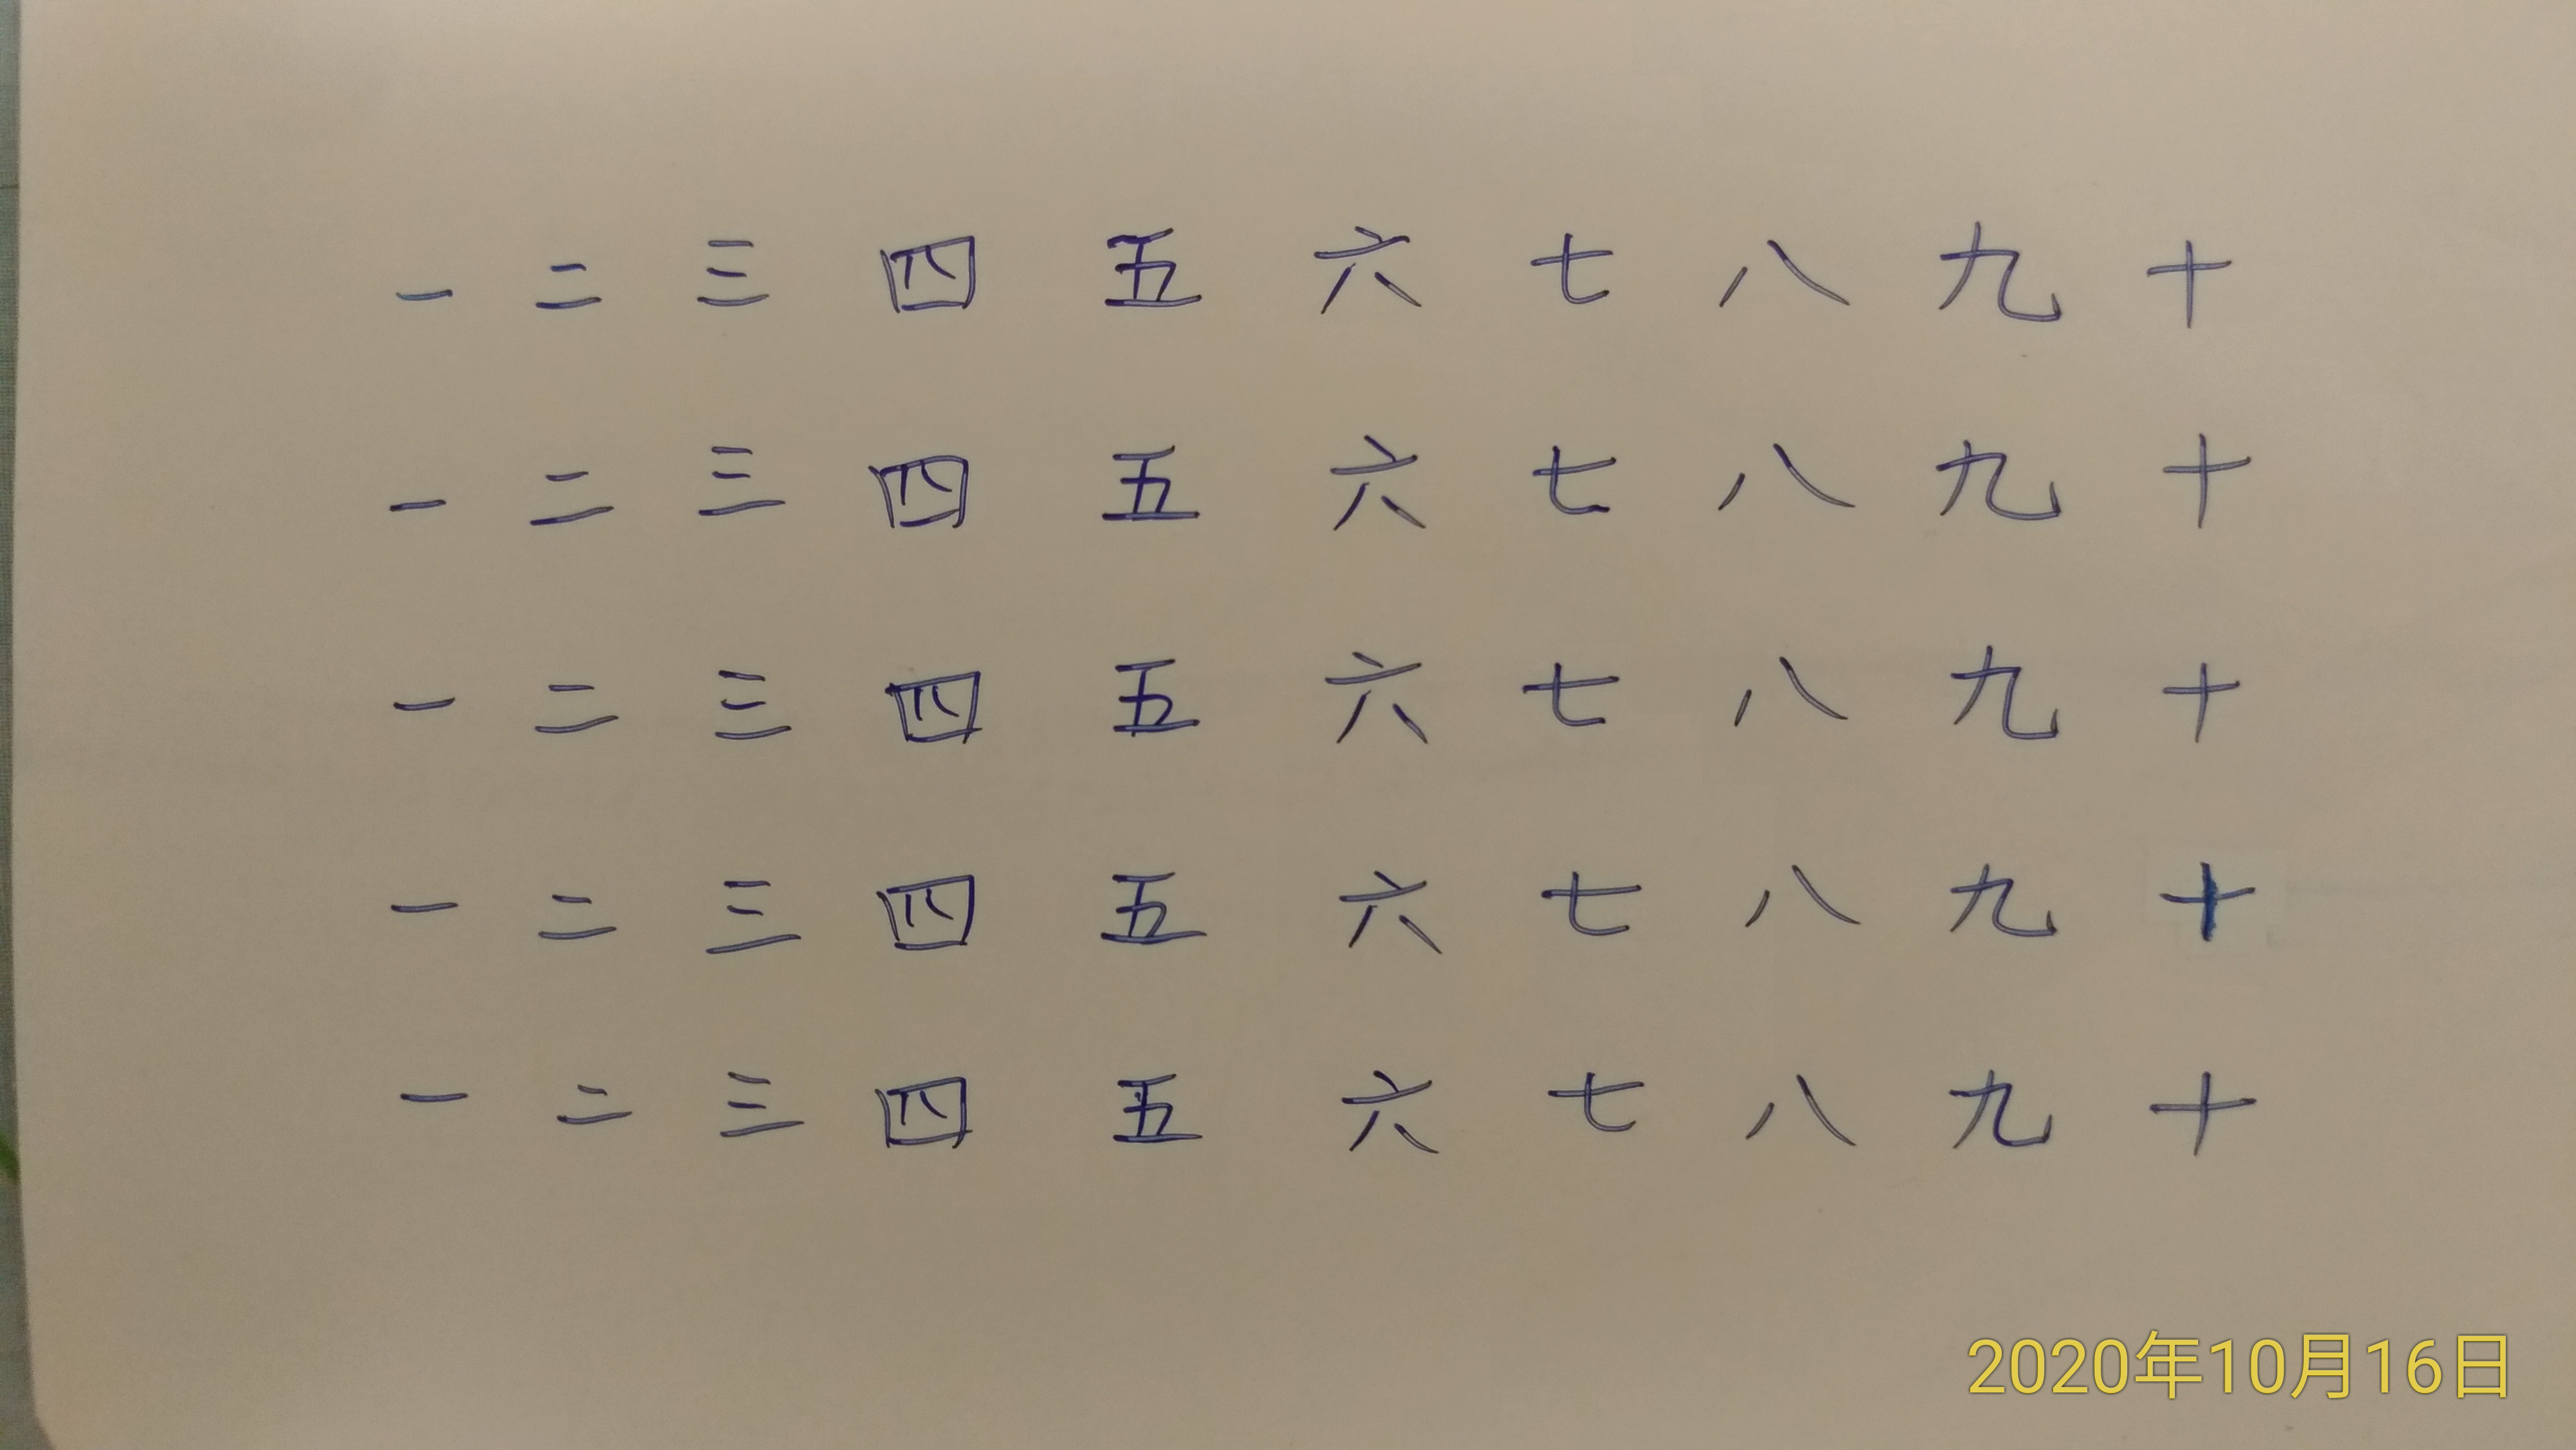 一 二 三 四 五 六 七 八 九 十
一 二 三 四 五 六 七 八 九 十
一 二 三 四 五 六 七 八 九 十
一 二 三 四 五 六 七 八 九 十
一 二 三 四 五 六 七 八 九 十
2020年10月16日